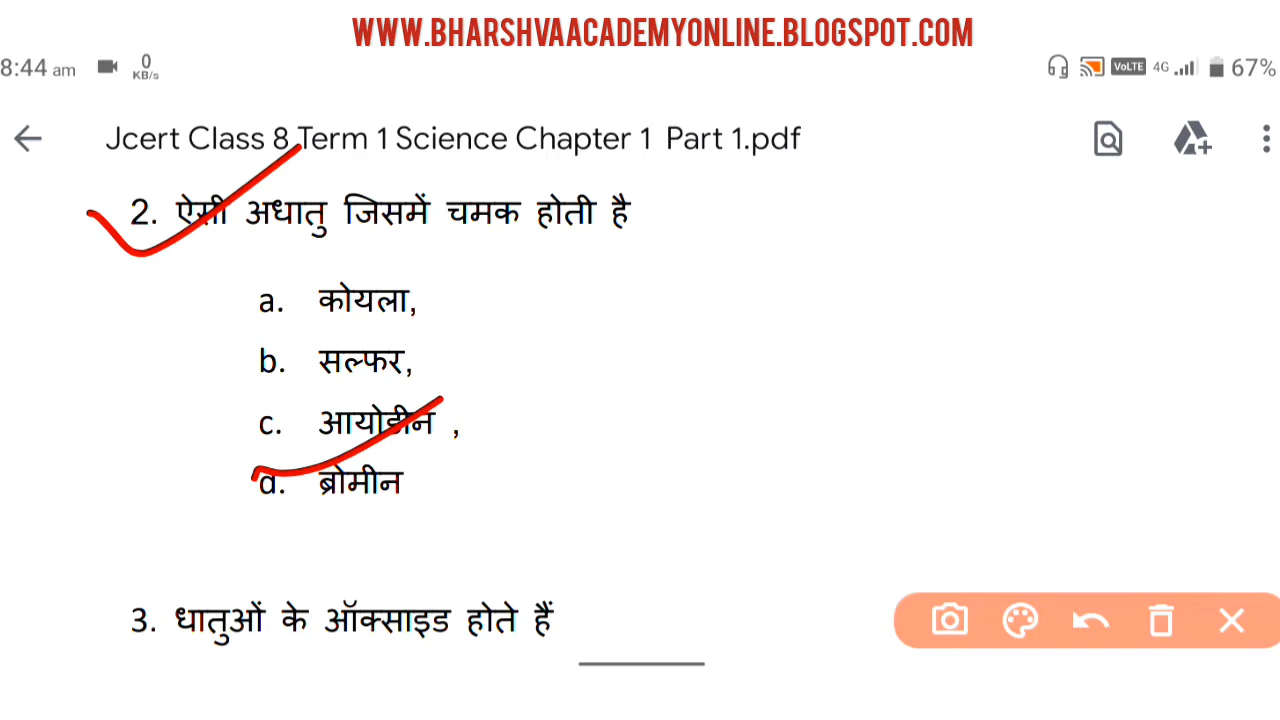 WWW.BHARSHVAACADEMYONLINE.BLOGSPOT.COM
8:44 am 0 KB/s VoLTE 4G 67%
Jcert Class 8 Term 1 Science Chapter 1 Part 1.pdf
2. ऐसी अधातु जिसमें चमक होती है
a. कोयला,
b. सल्फर,
c. आयोडीन ,
d. ब्रोमीन
3. धातुओं के ऑक्साइड होते हैं